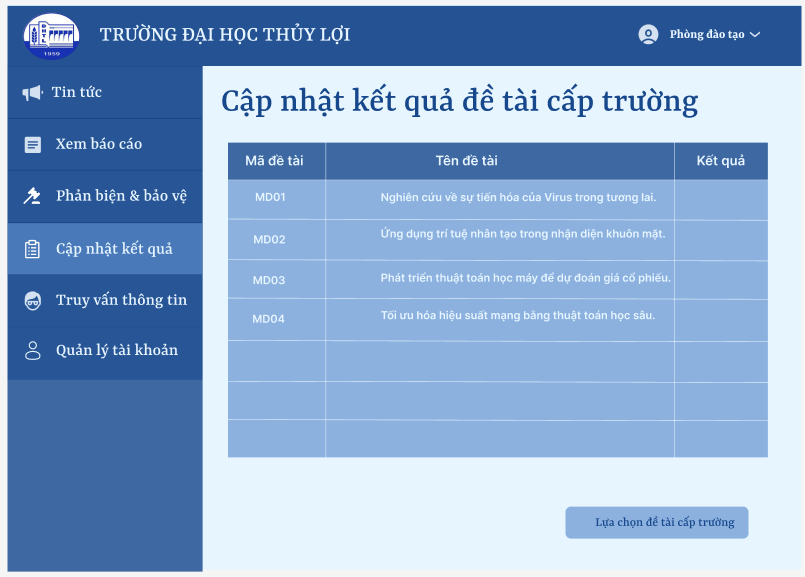 TRƯỜNG ĐẠI HỌC THỦY LỢI
Phòng đào tạo
1959
Tin tức
Xem báo cáo
Phản biện & bảo vệ
Cập nhật kết quả
Truy vấn thông tin
Quản lý tài khoản
Cập nhật kết quả đề tài cấp trường
Mã đề tài Tên đề tài Kết quả
MD01 Nghiên cứu về sự tiến hóa của Virus trong tương lai.
MD02 Ứng dụng trí tuệ nhân tạo trong nhận diện khuôn mặt.
MD03 Phát triển thuật toán học máy để dự đoán giá cổ phiếu.
MD04 Tối ưu hóa hiệu suất mạng bằng thuật toán học sâu.
Lựa chọn đề tài cấp trường